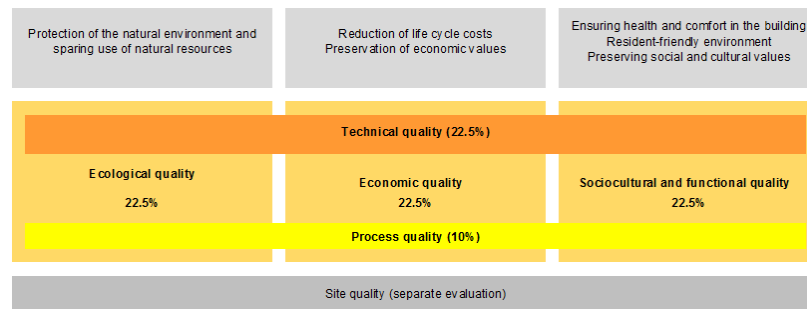 Protection of the natural environment and
sparing use of natural resources
Reduction of life cycle costs
Preservation of economic values
Ensuring health and comfort in the building
Resident-friendly environment
Preserving social and cultural values
Technical quality (22.5%)
Ecological quality
22.5%
Economic quality
22.5%
Sociocultural and functional quality
22.5%
Process quality (10%)
Site quality (separate evaluation)